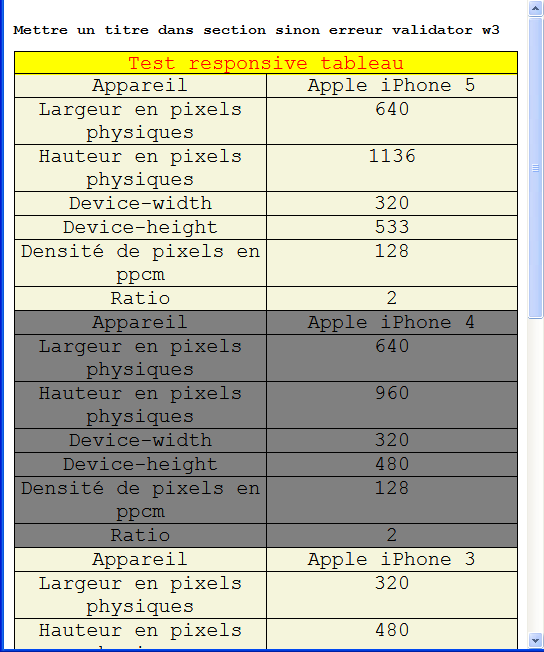 Mettre un titre dans section sinon erreur validator w3
Test responsive tableau
Appareil Apple iPhone 5
Largeur en pixels 640
physiques
Hauteur en pixels 1136
physiques
Device-width 320
Device-height 533
Densité de pixels en 128
ppcm
Ratio 2
Appareil Apple iPhone 4
Largeur en pixels 640
physiques
Hauteur en pixels 960
physiques
Device-width 320
Device-height 480
Densité de pixels en 128
ppcm
Ratio 2
Appareil Apple iPhone 3
Largeur en pixels 320
physiques
Hauteur en pixels 480